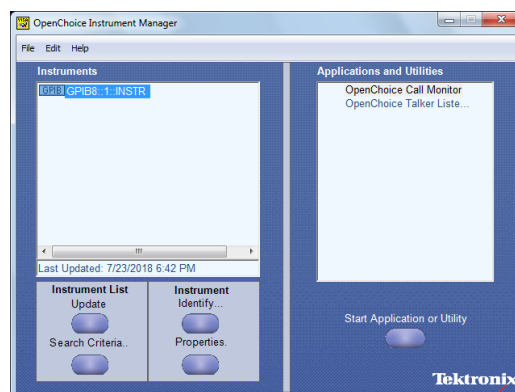 OpenChoice Instrument Manager
File Edit Help
Instruments
GPIB GPIB8::1::INSTR
Last Updated: 7/23/2018 6:42 PM
Instrument List
Update
Search Criteria..
Instrument
Identify...
Properties.
Applications and Utilities
OpenChoice Call Monitor
OpenChoice Talker Liste...
Start Application or Utility
Tektronix